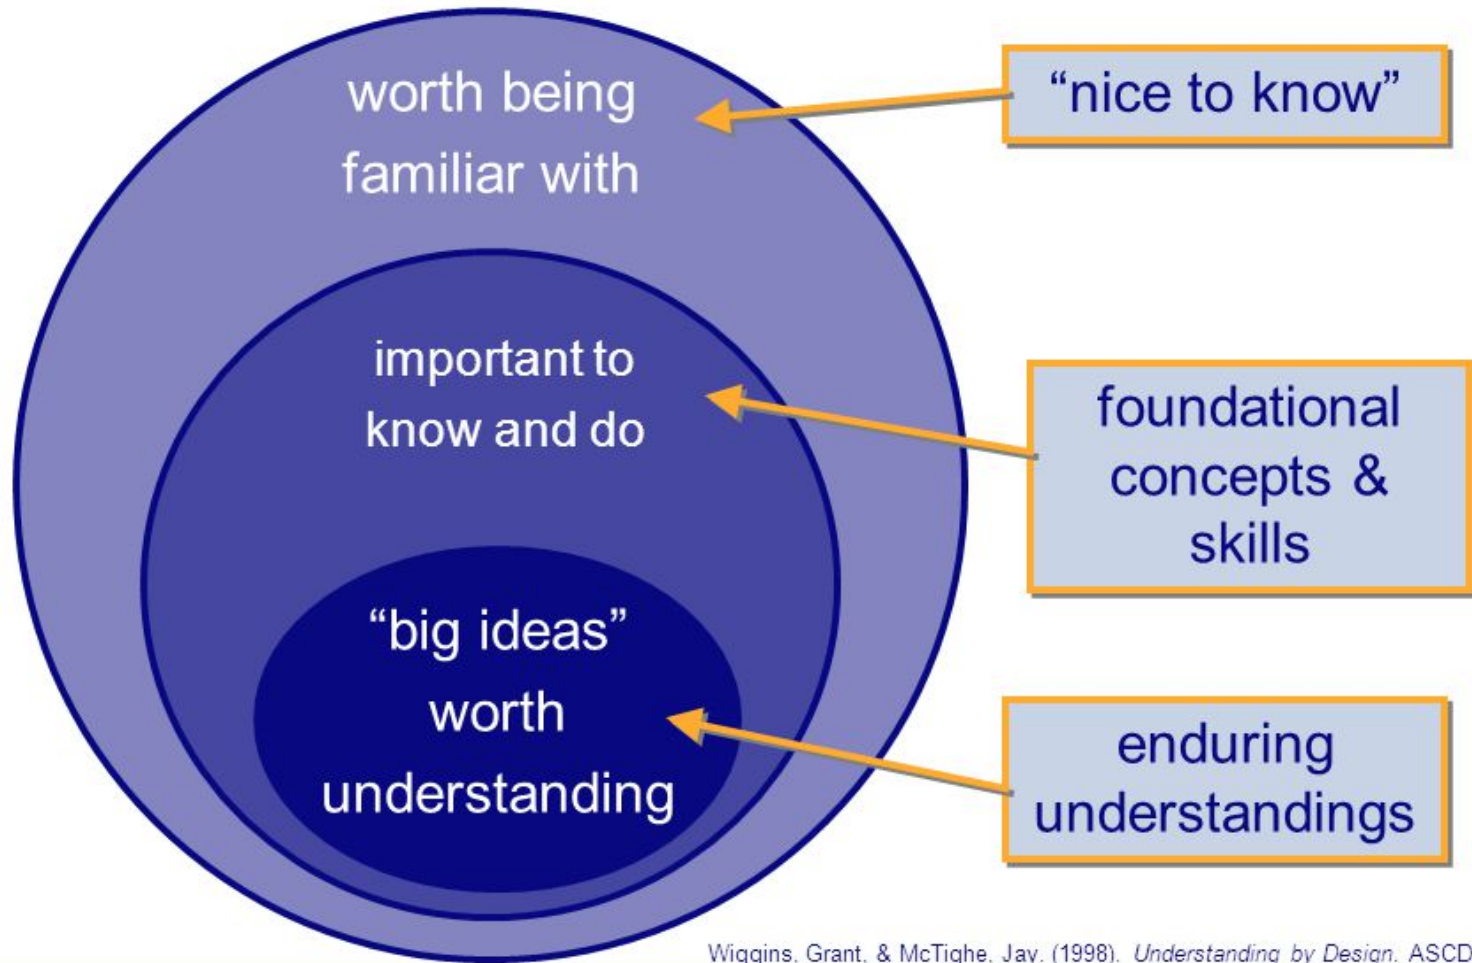 worth being
familiar with
“nice to know”
important to
know and do
foundational
concepts &
skills
“big ideas”
worth
understanding
enduring
understandings
Wiggins, Grant, & McTighe, Jay. (1998). Understanding by Design. ASCD